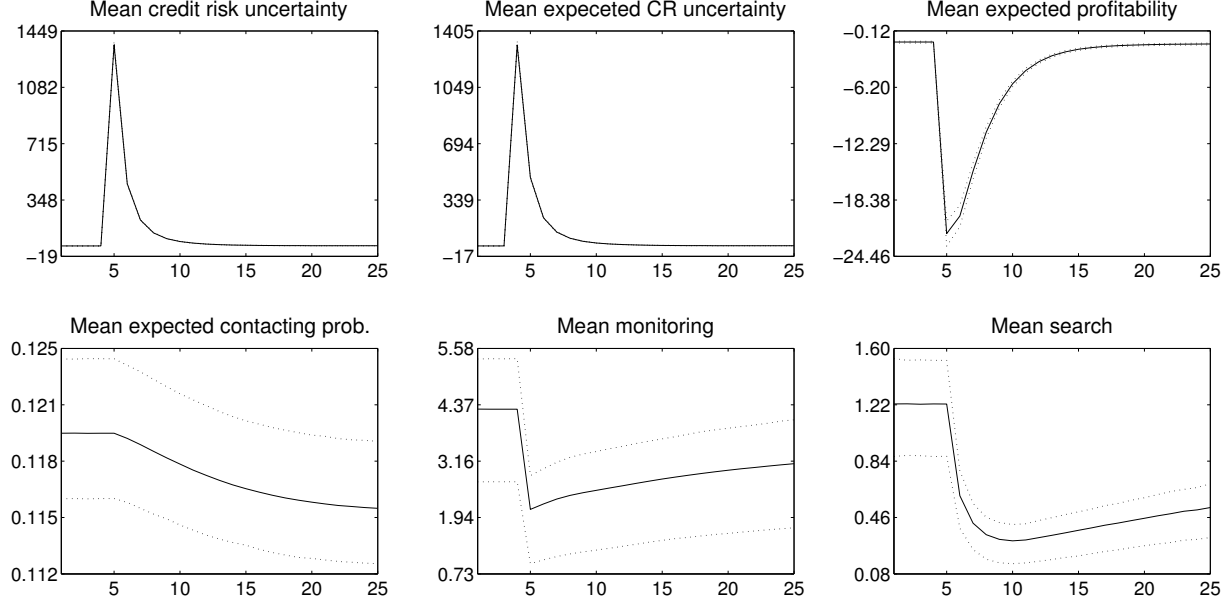 Mean credit risk uncertainty
1449
1082
715
348
−19
5 10 15 20 25
Mean expeceted CR uncertainty
1405
1049
694
339
−17
5 10 15 20 25
Mean expected profitability
−0.12
−6.20
−12.29
−18.38
−24.46
5 10 15 20 25
Mean expected contacting prob.
0.125
0.121
0.118
0.115
0.112
5 10 15 20 25
Mean monitoring
5.58
4.37
3.16
1.94
0.73
5 10 15 20 25
Mean search
1.60
1.22
0.84
0.46
0.08
5 10 15 20 25